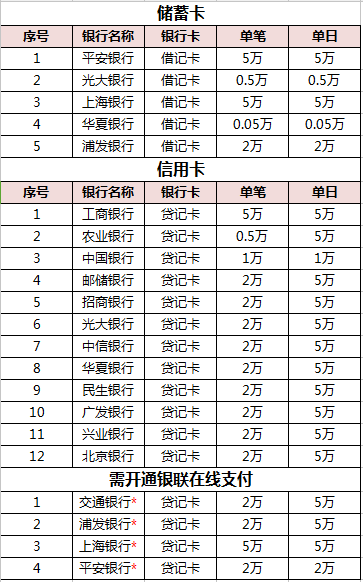 储蓄卡
序号 银行名称 银行卡 单笔 单日
1 平安银行 借记卡 5万 5万
2 光大银行 借记卡 0.5万 0.5万
3 上海银行 借记卡 5万 5万
4 华夏银行 借记卡 0.05万 0.05万
5 浦发银行 借记卡 2万 2万
信用卡
序号 银行名称 银行卡 单笔 单日
1 工商银行 贷记卡 5万 5万
2 农业银行 贷记卡 0.5万 5万
3 中国银行 贷记卡 1万 1万
4 邮储银行 贷记卡 2万 5万
5 招商银行 贷记卡 2万 5万
6 光大银行 贷记卡 2万 5万
7 中信银行 贷记卡 2万 5万
8 华夏银行 贷记卡 2万 5万
9 民生银行 贷记卡 2万 5万
10 广发银行 贷记卡 2万 5万
11 兴业银行 贷记卡 2万 5万
12 北京银行 贷记卡 2万 5万
需开通银联在线支付
1 交通银行* 贷记卡 2万 5万
2 浦发银行* 贷记卡 2万 5万
3 上海银行* 贷记卡 5万 5万
4 平安银行* 贷记卡 2万 2万